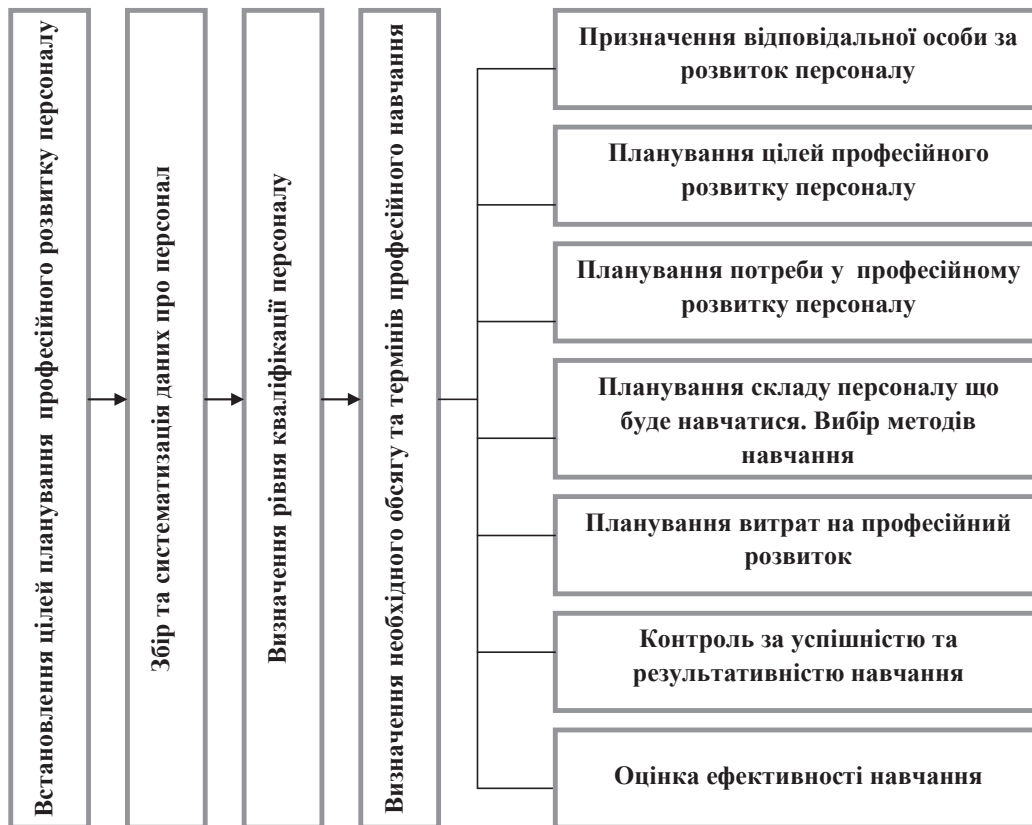 Встановлення цілей планування професійного розвитку персоналу
Збір та систематизація даних про персонал
Визначення рівня кваліфікації персоналу
Визначення необхідного обсягу та термінів професійного навчання
Призначення відповідальної особи за
розвиток персоналу
Планування цілей професійного
розвитку персоналу
Планування потреби у професійному
розвитку персоналу
Планування складу персоналу що
буде навчатися. Вибір методів
навчання
Планування витрат на професійний
розвиток
Контроль за успішністю та
результативністю навчання
Оцінка ефективності навчання